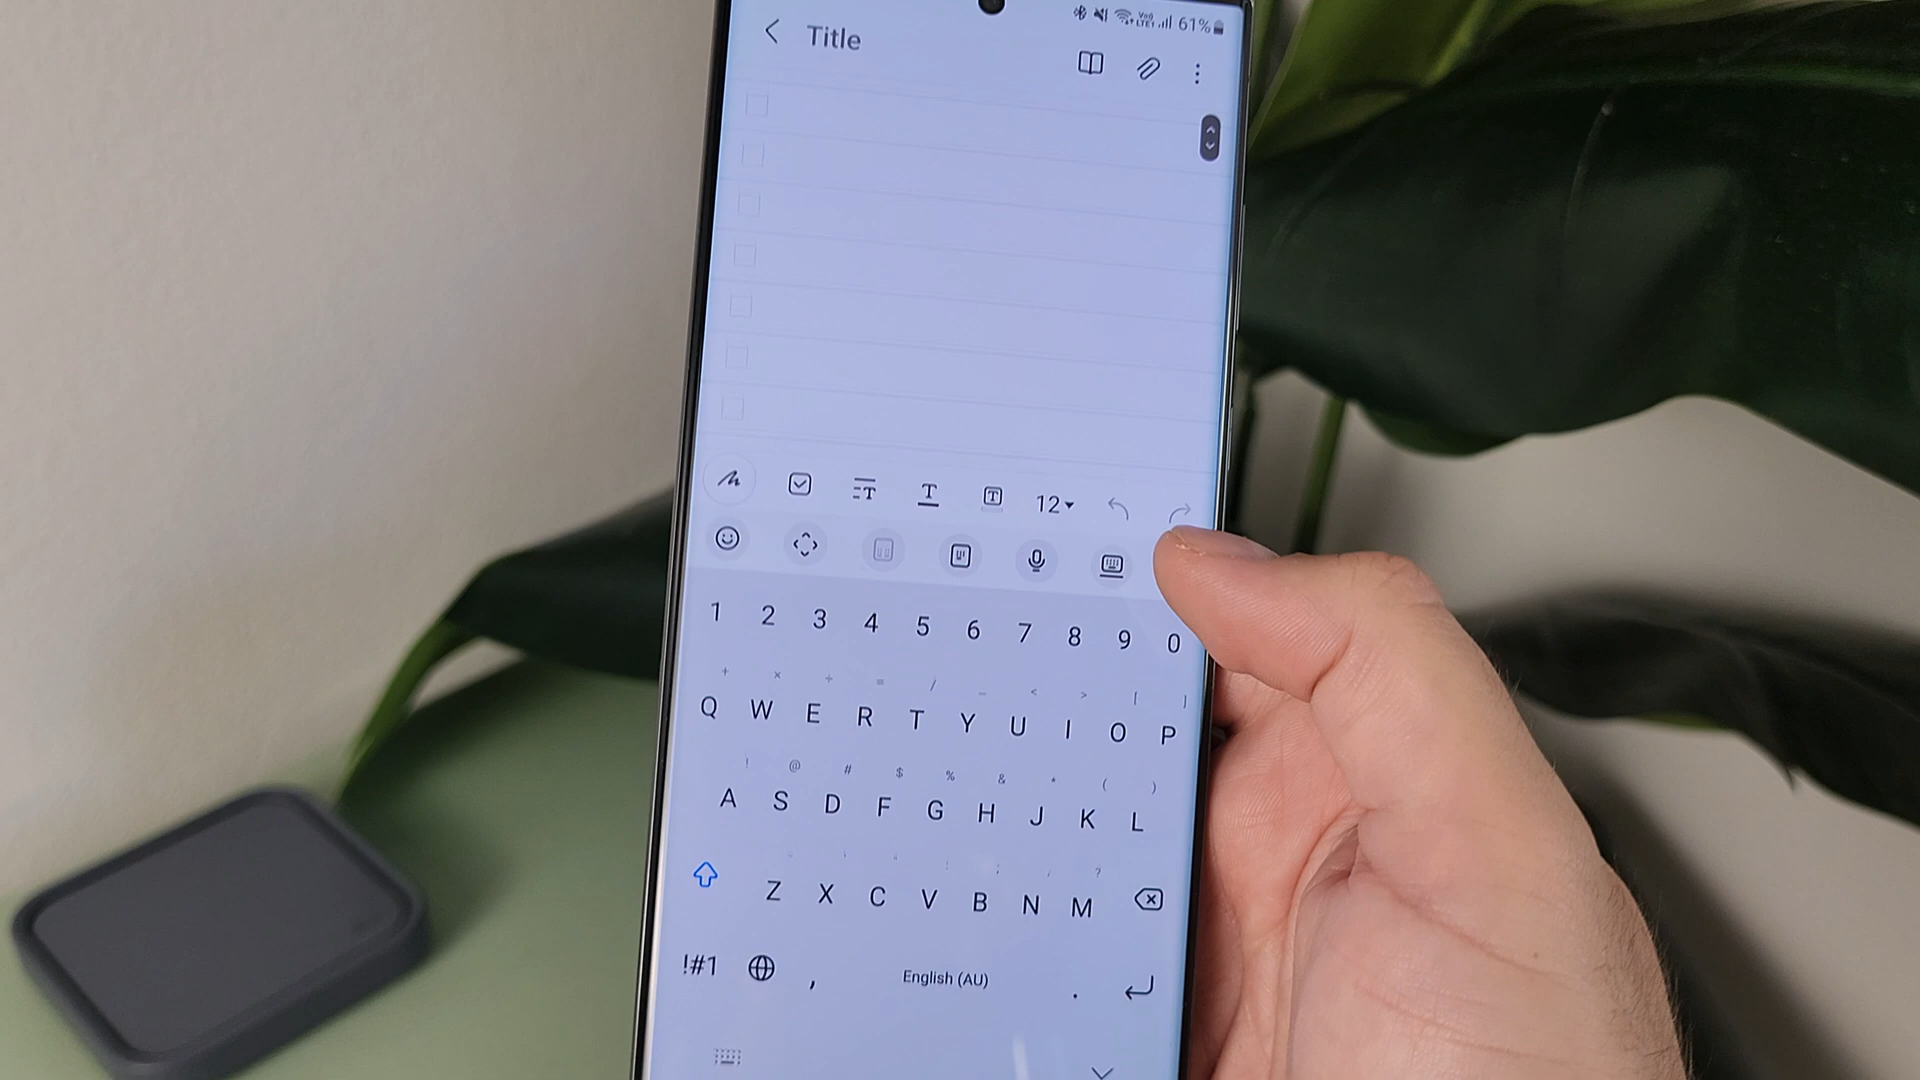 61%
Title
12
1 2 3 4 5 6 7 8 9 0
+ × ÷ = / _ < > [ ]
Q W E R T Y U I O P
! @ # $ % & * ( )
A S D F G H J K L
?
Z X C V B N M
!#1 , English (AU) .